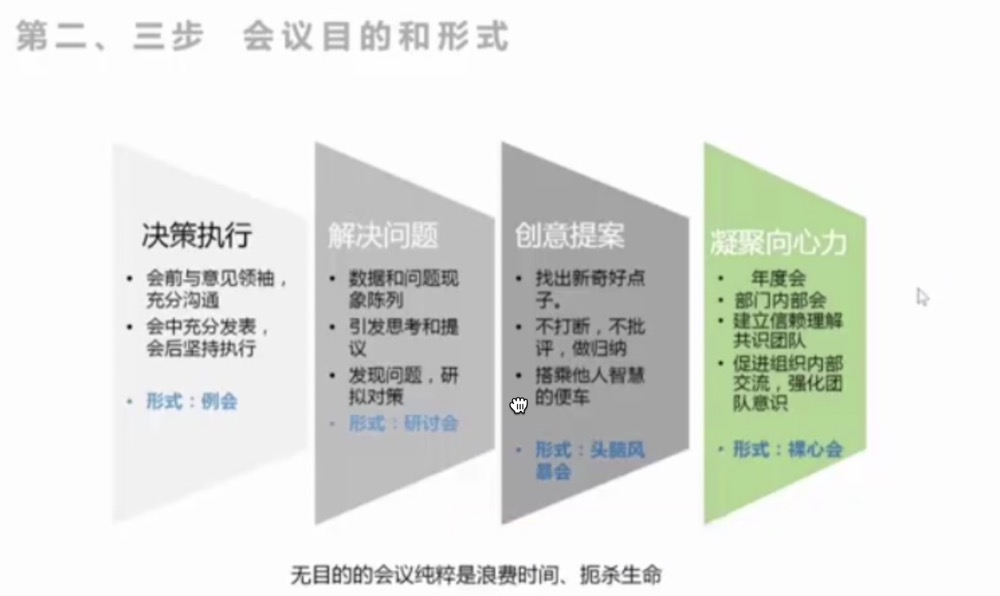 第二、三步 会议目的和形式
决策执行
• 会前与意见领袖，
充分沟通
• 会中充分发表，
会后坚持执行
• 形式：例会
解决问题
• 数据和问题现
象阵列
• 引发思考和提
议
• 发现问题，研
拟对策
• 形式：研讨会
创意提案
• 找出新奇好点
子。
• 不打断，不批
评，做归纳
• 搭乘他人智慧
的便车
• 形式：头脑风
暴会
凝聚向心力
• 年度会
• 部门内部会
• 建立信赖理解
共识团队
• 促进组织内部
交流，强化团
队意识
• 形式：裸心会
无目的的会议纯粹是浪费时间、扼杀生命